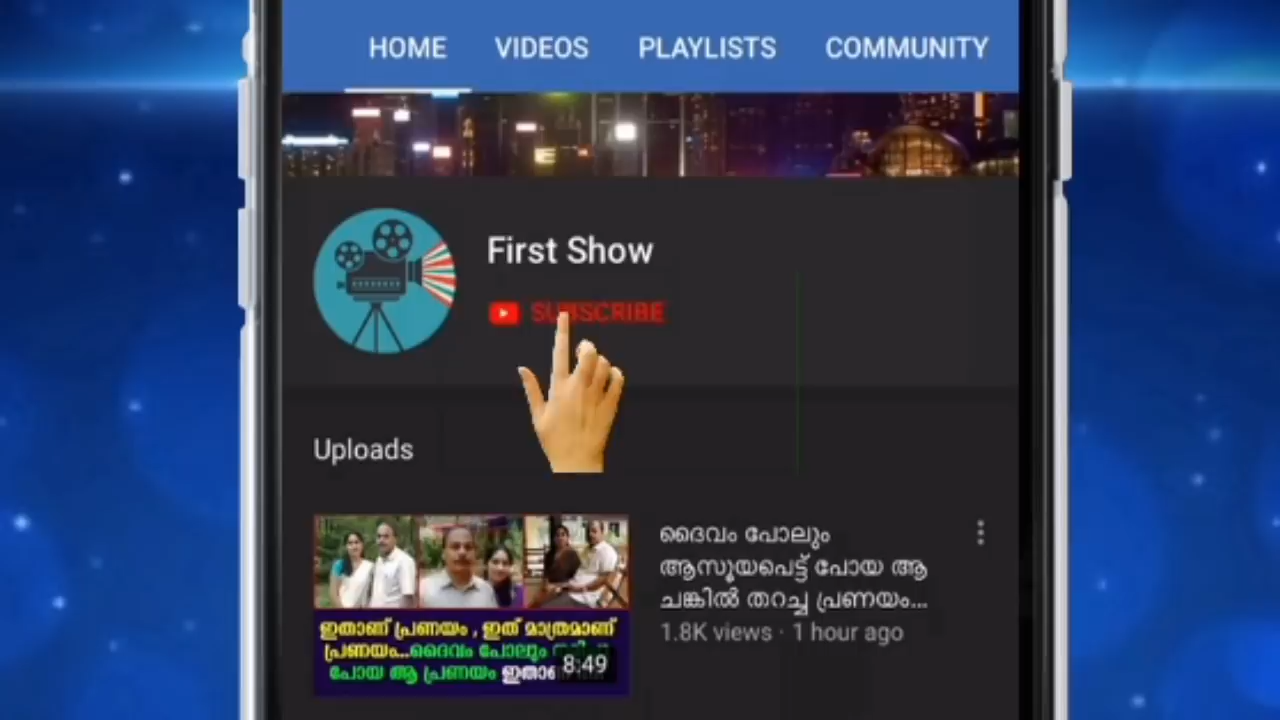 HOME VIDEOS PLAYLISTS COMMUNITY
First Show
SUBSCRIBE
Uploads
ദൈവം പോലും
ആസൂയപെട്ട് പോയ ആ
ചങ്കിൽ തറച്ച പ്രണയം...
1.8K views · 1 hour ago
ഇതാണ് പ്രണയം , ഇത് മാത്രമാണ്
പ്രണയം...ദൈവം പോലും
പോയ ആ പ്രണയം
8:49